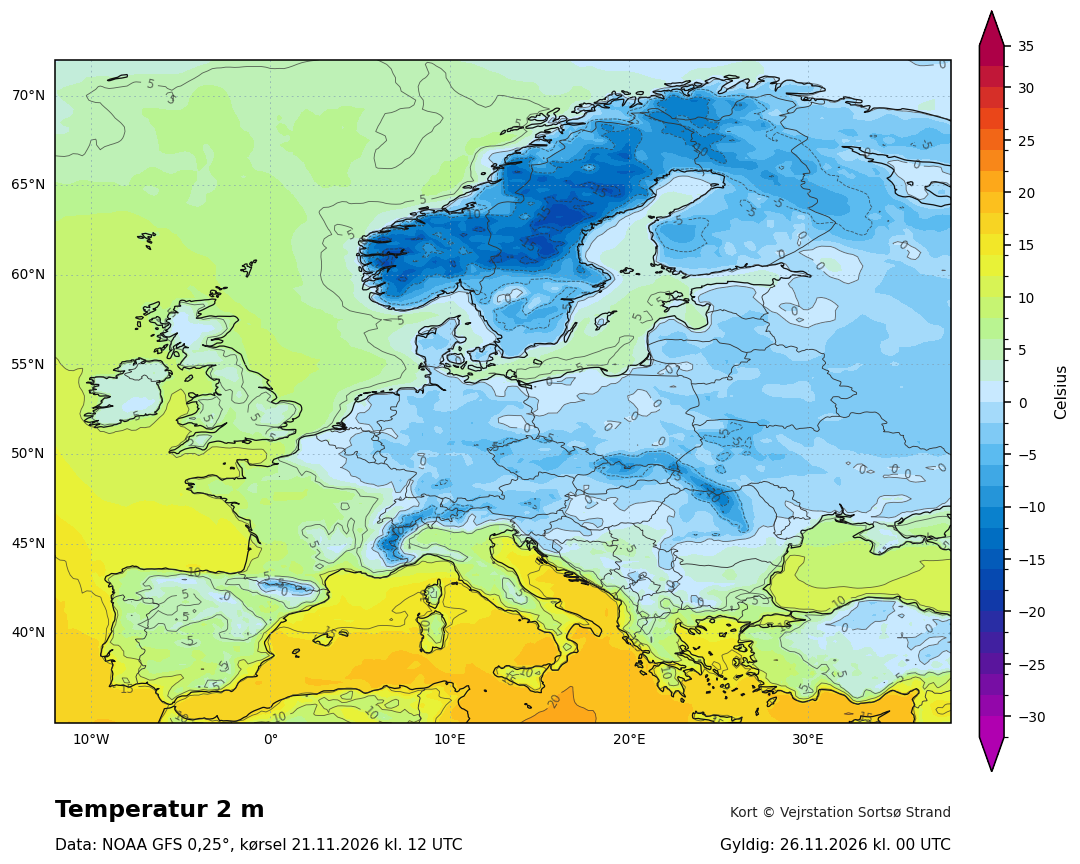 70°N
65°N
60°N
55°N
50°N
45°N
40°N
10°W
0°
10°E
20°E
30°E
35
30
25
20
15
10
5
0
−5
−10
−15
−20
−25
−30
Celsius
Temperatur 2 m
Kort © Vejrstation Sortsø Strand
Data: NOAA GFS 0,25°, kørsel 21.11.2026 kl. 12 UTC
Gyldig: 26.11.2026 kl. 00 UTC